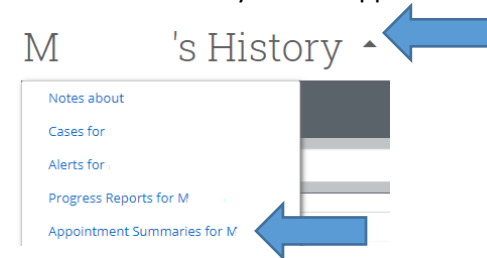 M 's History
Notes about
Cases for
Alerts for
Progress Reports for M
Appointment Summaries for M